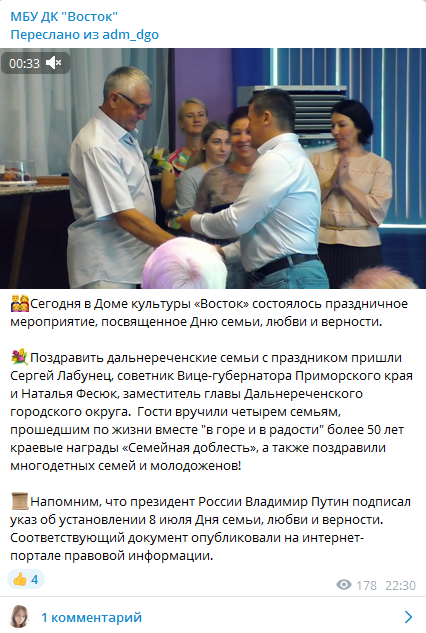 МБУ ДК "Восток"
Переслано из adm_dgo
00:33
Сегодня в Доме культуры «Восток» состоялось праздничное
мероприятие, посвященное Дню семьи, любви и верности.
Поздравить дальнереченские семьи с праздником пришли
Сергей Лабунец, советник Вице-губернатора Приморского края
и Наталья Фесюк, заместитель главы Дальнереченского
городского округа. Гости вручили четырем семьям,
прошедшим по жизни вместе "в горе и в радости" более 50 лет
краевые награды «Семейная доблесть», а также поздравили
многодетных семей и молодоженов!
Напомним, что президент России Владимир Путин подписал
указ об установлении 8 июля Дня семьи, любви и верности.
Соответствующий документ опубликовали на интернет-
портале правовой информации.
4
178 22:30
1 комментарий